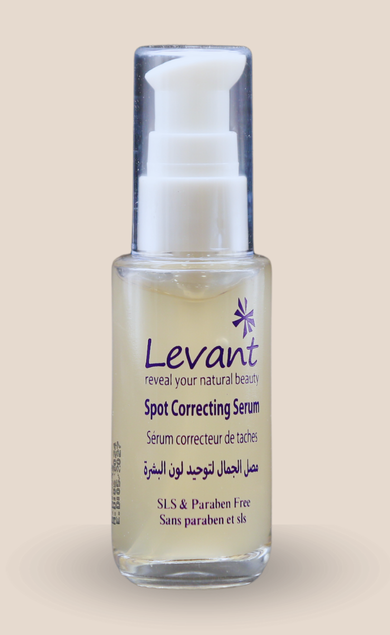 Levant
reveal your natural beauty
Spot Correcting Serum
Sérum correcteur de taches
مصل الجمال لتوحيد لون البشرة
SLS & Paraben Free
Sans paraben et sls